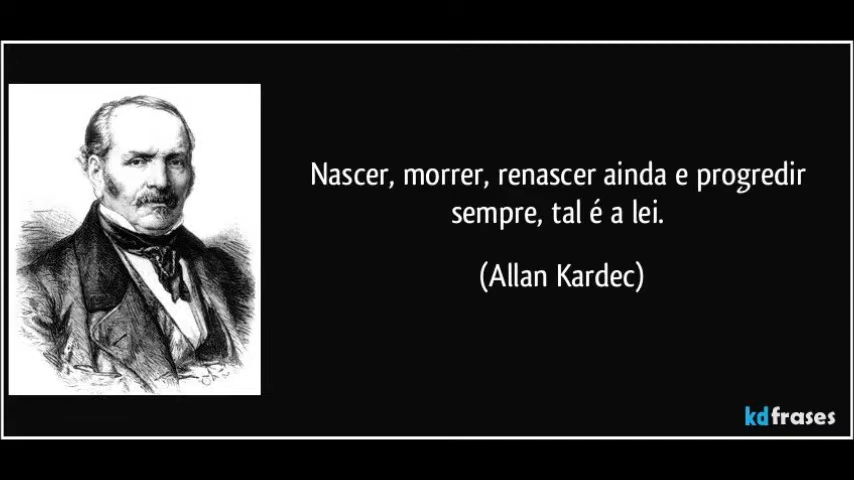 Nascer, morrer, renascer ainda e progredir
sempre, tal é a lei.
(Allan Kardec)
kdfrases